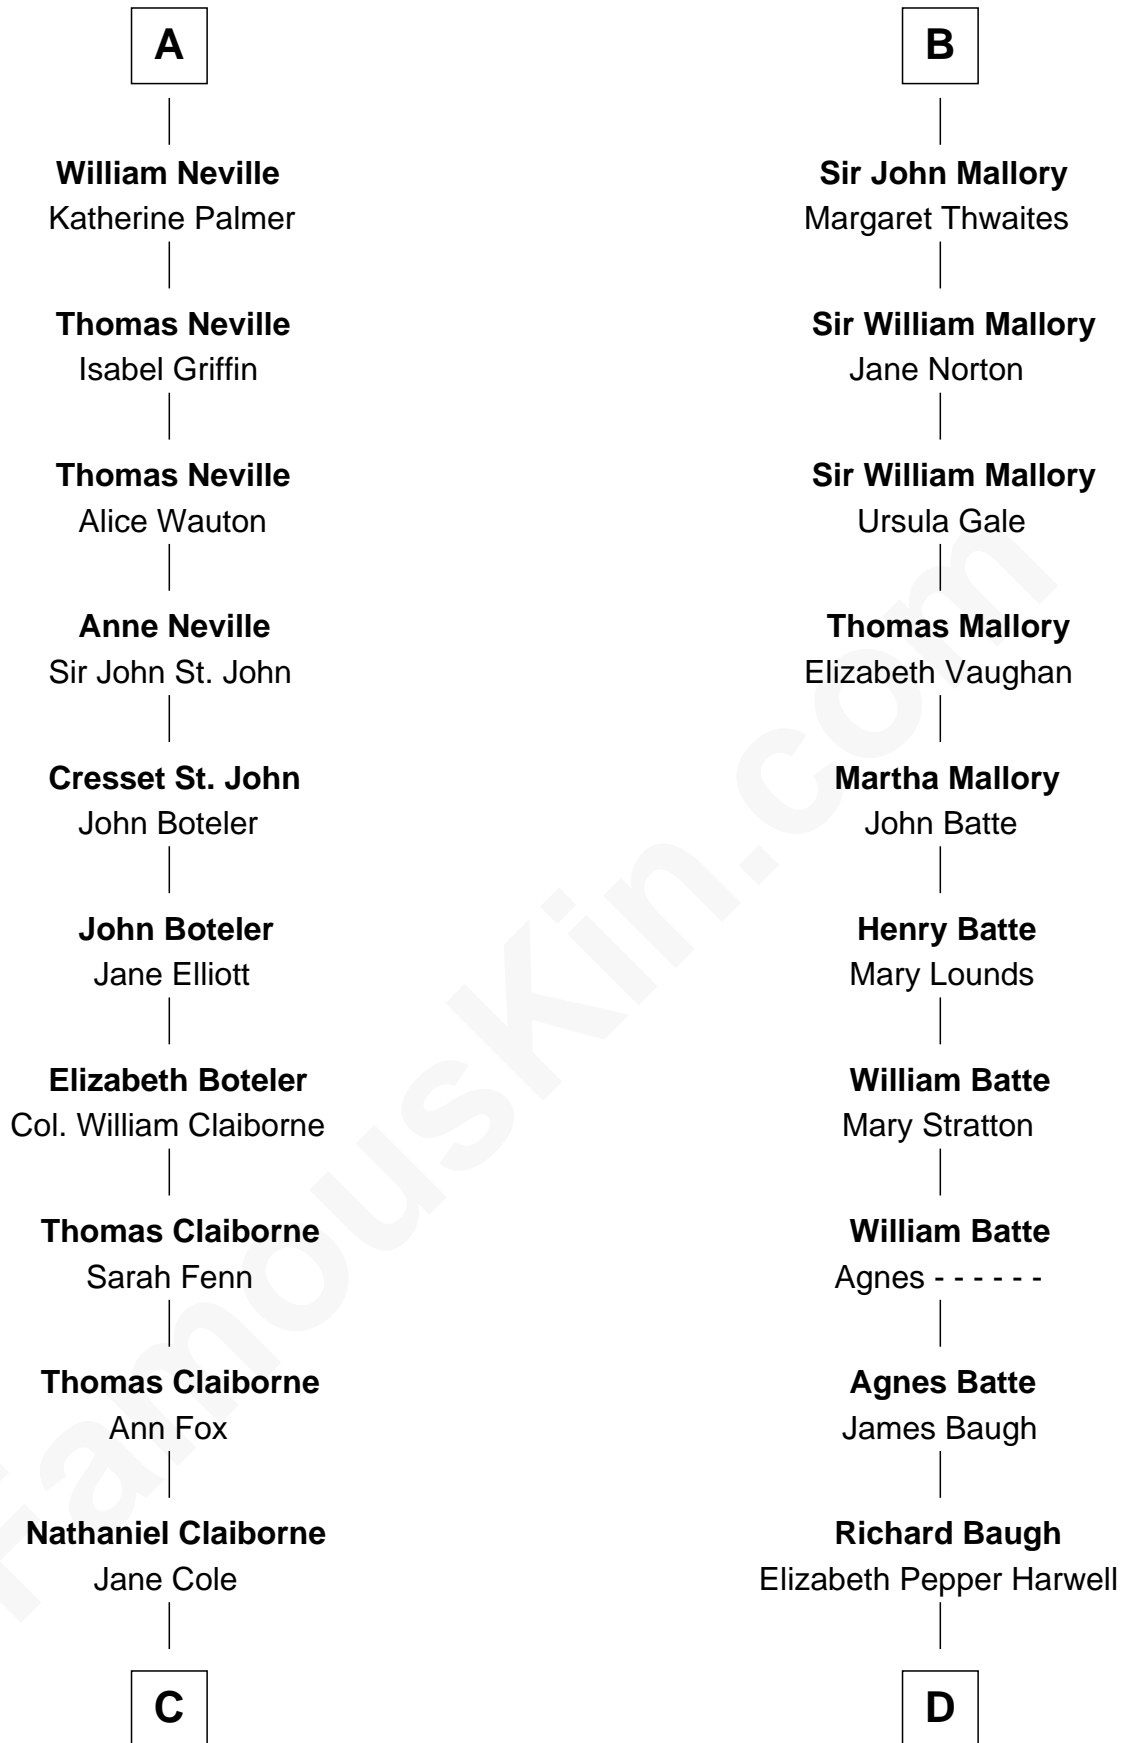 A
William Neville
Katherine Palmer
Thomas Neville
Isabel Griffin
Thomas Neville
Alice Wauton
Anne Neville
Sir John St. John
Cresset St. John
John Boteler
John Boteler
Jane Elliott
Elizabeth Boteler
Col. William Claiborne
Thomas Claiborne
Sarah Fenn
Thomas Claiborne
Ann Fox
Nathaniel Claiborne
Jane Cole
C
B
Sir John Mallory
Margaret Thwaites
Sir William Mallory
Jane Norton
Sir William Mallory
Ursula Gale
Thomas Mallory
Elizabeth Vaughan
Martha Mallory
John Batte
Henry Batte
Mary Lounds
William Batte
Mary Stratton
William Batte
Agnes - - - - - -
Agnes Batte
James Baugh
Richard Baugh
Elizabeth Pepper Harwell
D
FamousKin.com